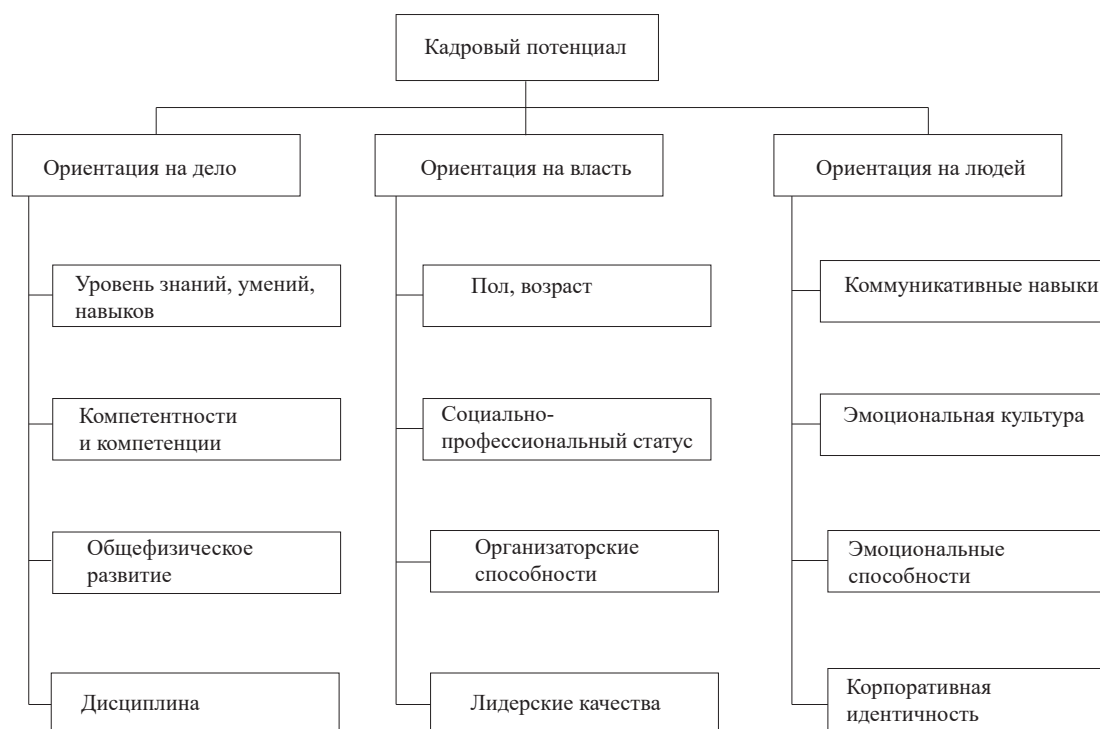 Кадровый потенциал
Ориентация на дело
Ориентация на власть
Ориентация на людей
Уровень знаний, умений,
навыков
Пол, возраст
Коммуникативные навыки
Компетентности
и компетенции
Социально-
профессиональный статус
Эмоциональная культура
Общефизическое
развитие
Организаторские
способности
Эмоциональные
способности
Дисциплина
Лидерские качества
Корпоративная
идентичность